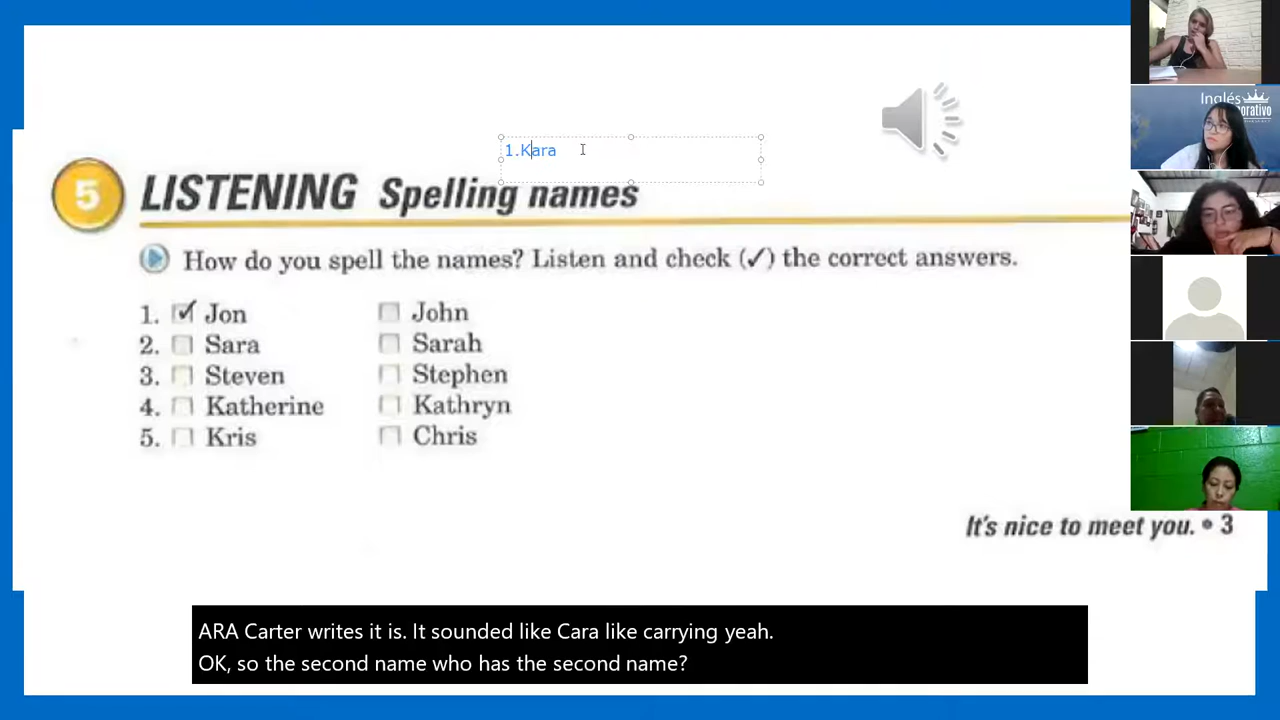 1.Kara
Inglés
orativo
5 LISTENING Spelling names
How do you spell the names? Listen and check (✓) the correct answers.
1. ✓ Jon John
2. Sara Sarah
3. Steven Stephen
4. Katherine Kathryn
5. Kris Chris
It's nice to meet you. • 3
ARA Carter writes it is. It sounded like Cara like carrying yeah.
OK, so the second name who has the second name?